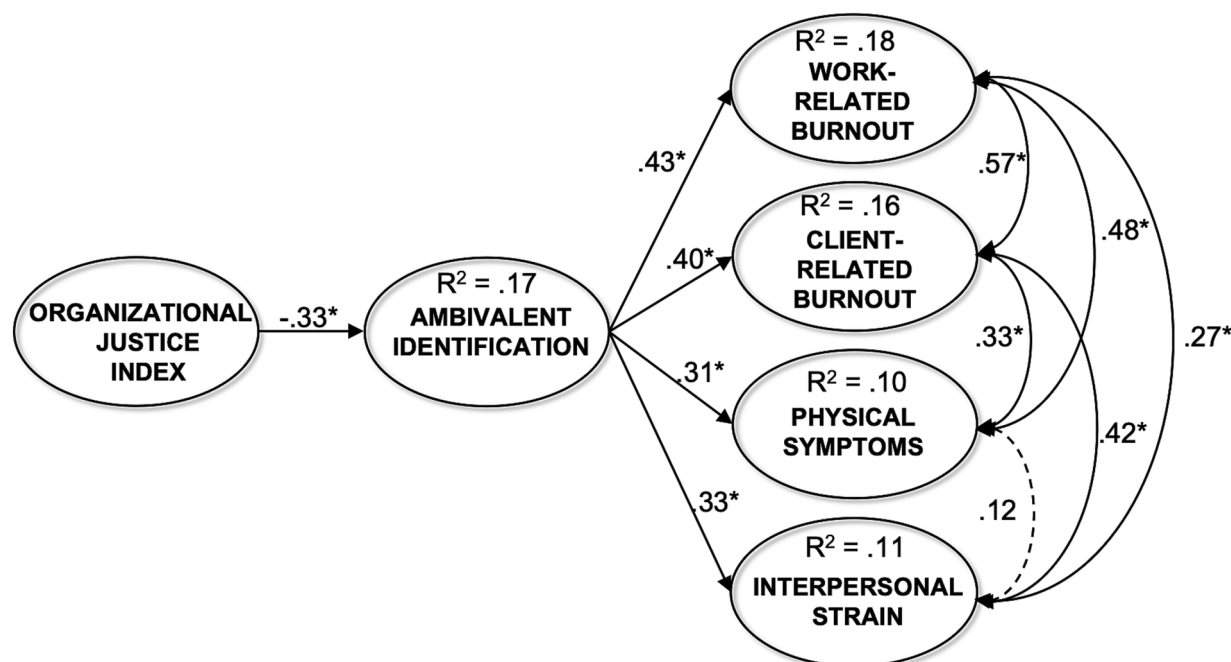 ORGANIZATIONAL
JUSTICE
INDEX
-.33*
R² = .17
AMBIVALENT
IDENTIFICATION
.43*
.40*
.31*
.33*
R² = .18
WORK-
RELATED
BURNOUT
R² = .16
CLIENT-
RELATED
BURNOUT
R² = .10
PHYSICAL
SYMPTOMS
R² = .11
INTERPERSONAL
STRAIN
.57*
.48*
.33*
.27*
.42*
.12